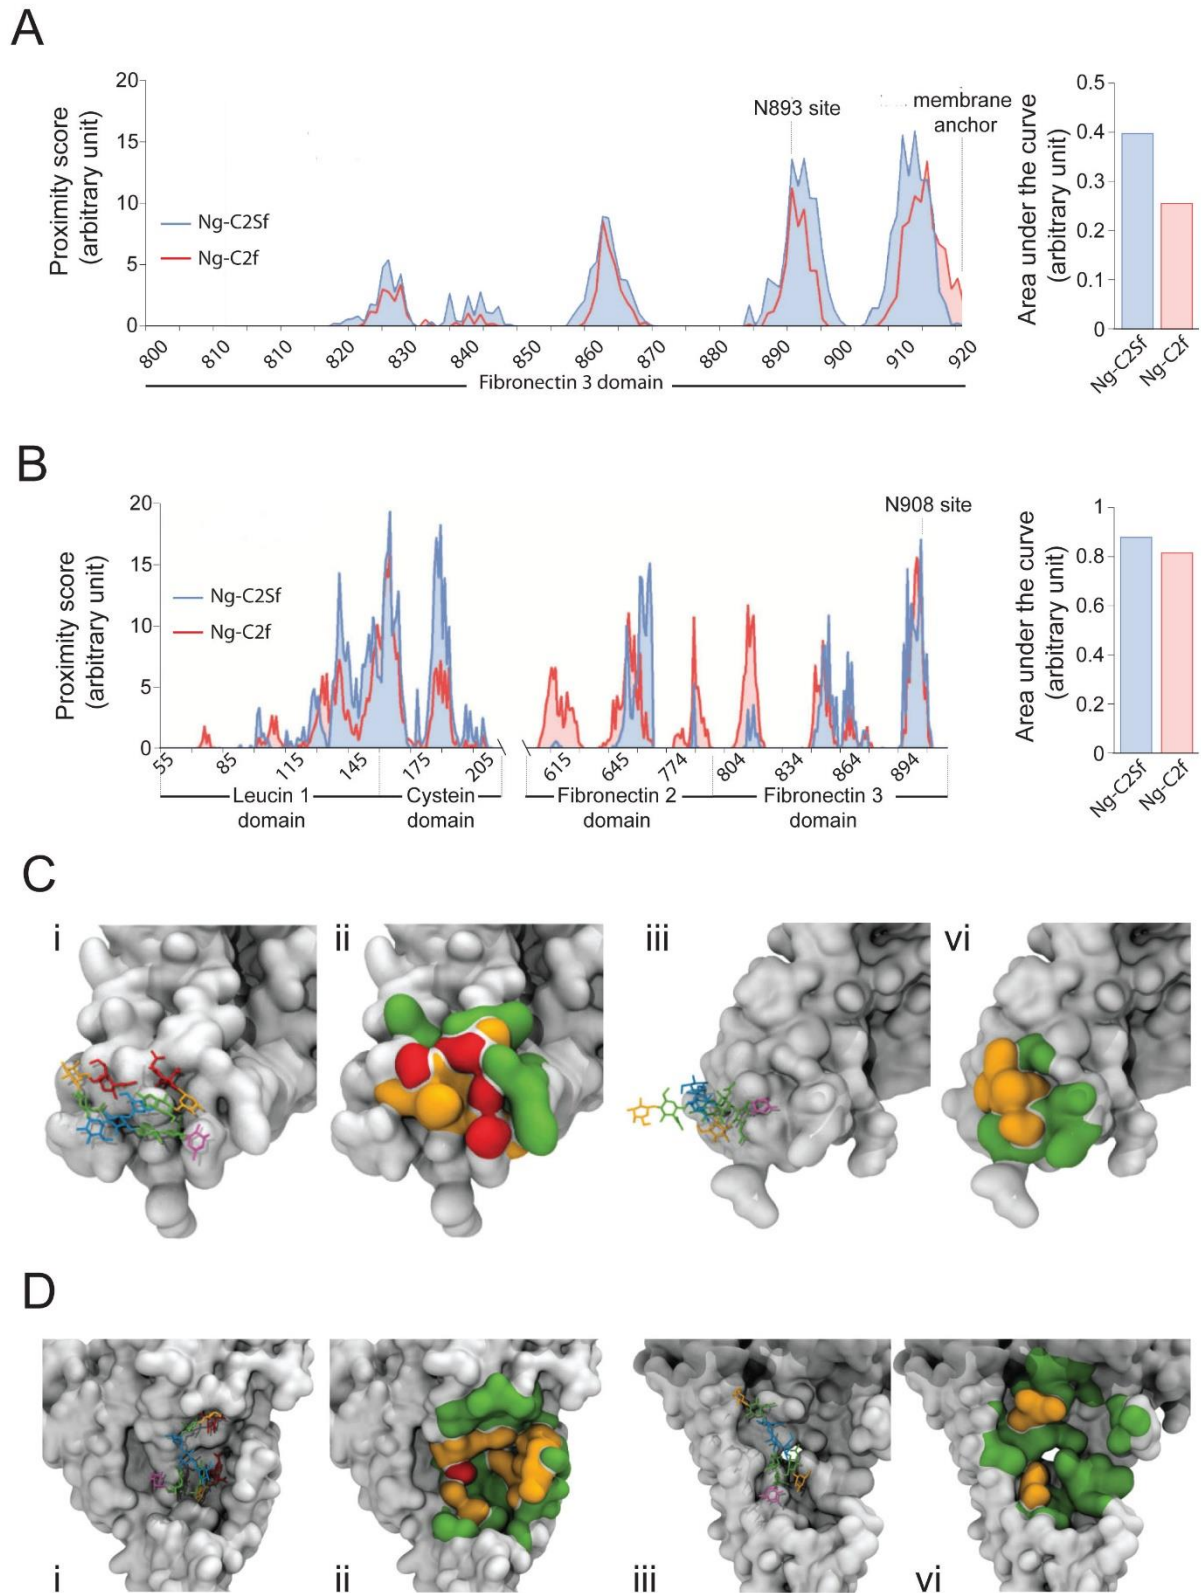 A
Proximity score
(arbitrary unit)
20
15
10
5
0
Ng-C2Sf
Ng-C2f
N893 site
membrane
anchor
800
810
810
810
820
830
840
850
860
870
880
890
900
910
920
Fibronectin 3 domain
Area under the curve
(arbitrary unit)
0.5
0.4
0.3
0.2
0.1
0
Ng-C2Sf
Ng-C2f
B
Proximity score
(arbitrary unit)
20
15
10
5
0
Ng-C2Sf
Ng-C2f
N908 site
55
85
115
145
175
205
615
645
774
804
834
864
894
Leucin 1
domain
Cystein
domain
Fibronectin 2
domain
Fibronectin 3
domain
Area under the curve
(arbitrary unit)
1
0.8
0.6
0.4
0.2
0
Ng-C2Sf
Ng-C2f
C
i
ii
iii
vi
D
i
ii
iii
vi